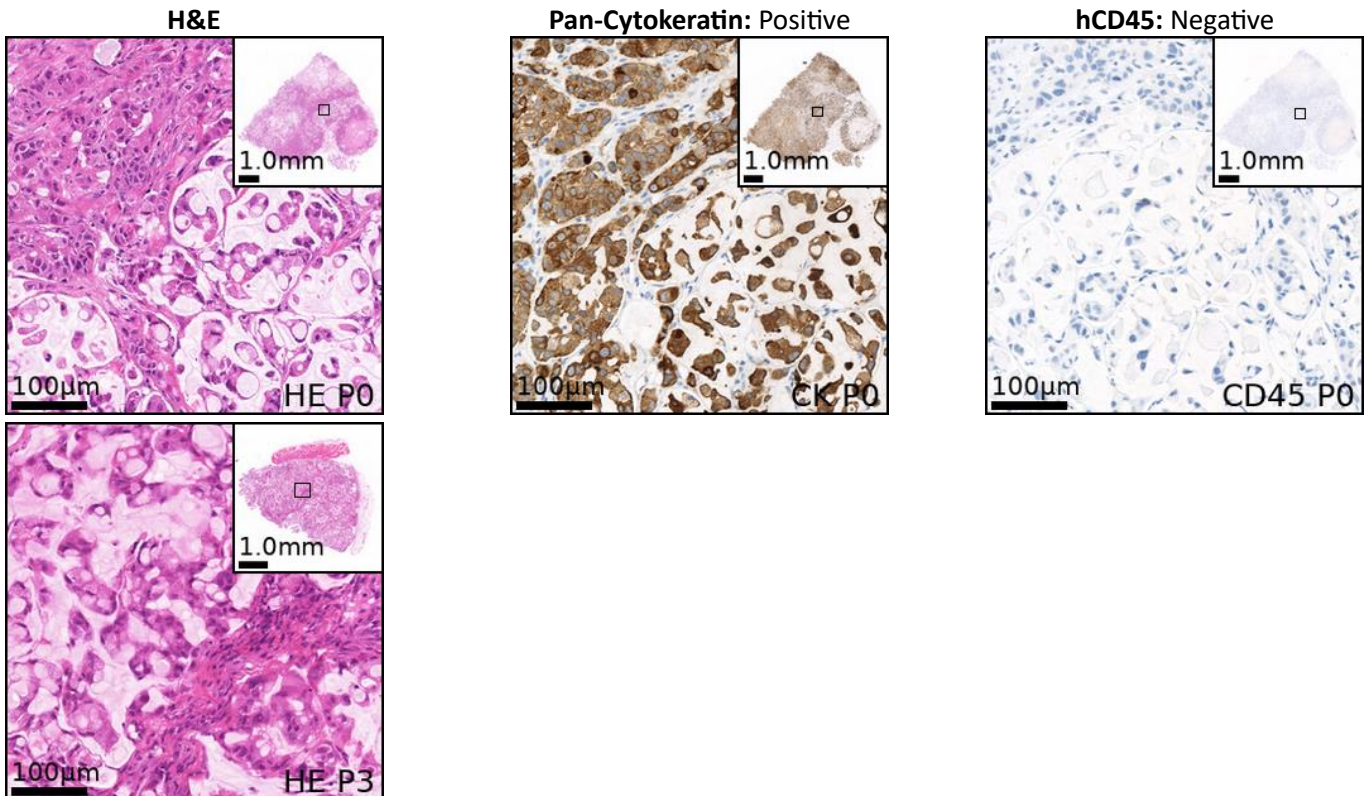 H&E
Pan-Cytokeratin: Positive
hCD45: Negative
1.0mm
100µm
HE P0
1.0mm
100µm
CK P0
1.0mm
100µm
CD45 P0
1.0mm
100µm
HE P3